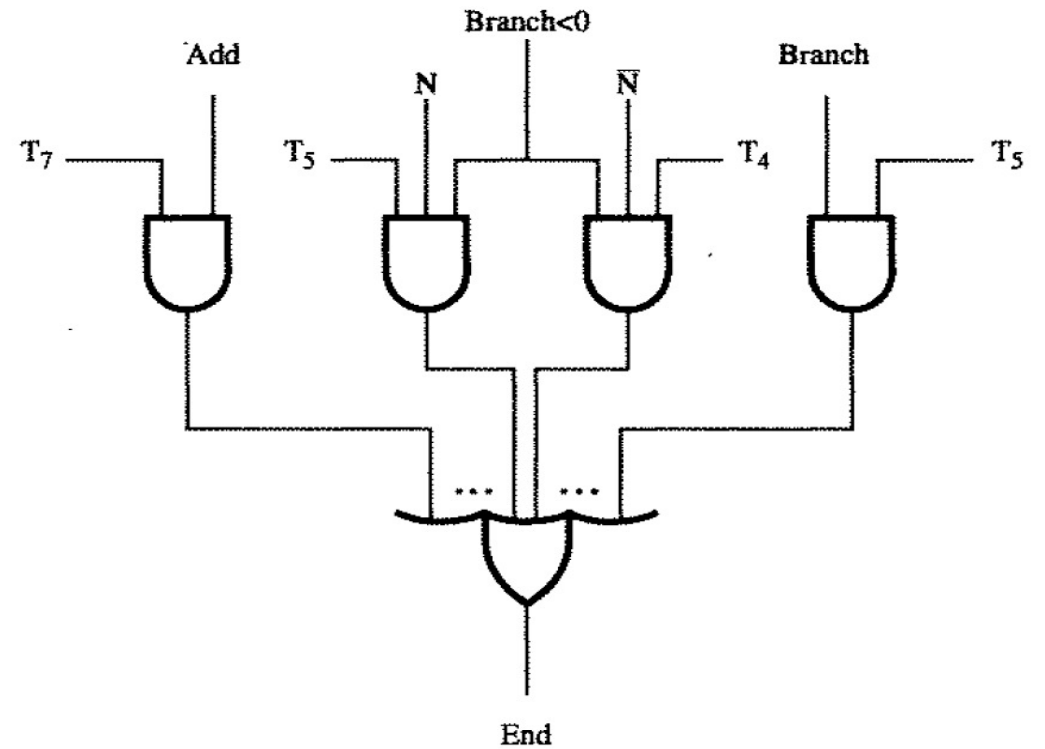 Branch<0
Add
N
N̅
Branch
T₇
T₅
T₄
T₅
...
...
End